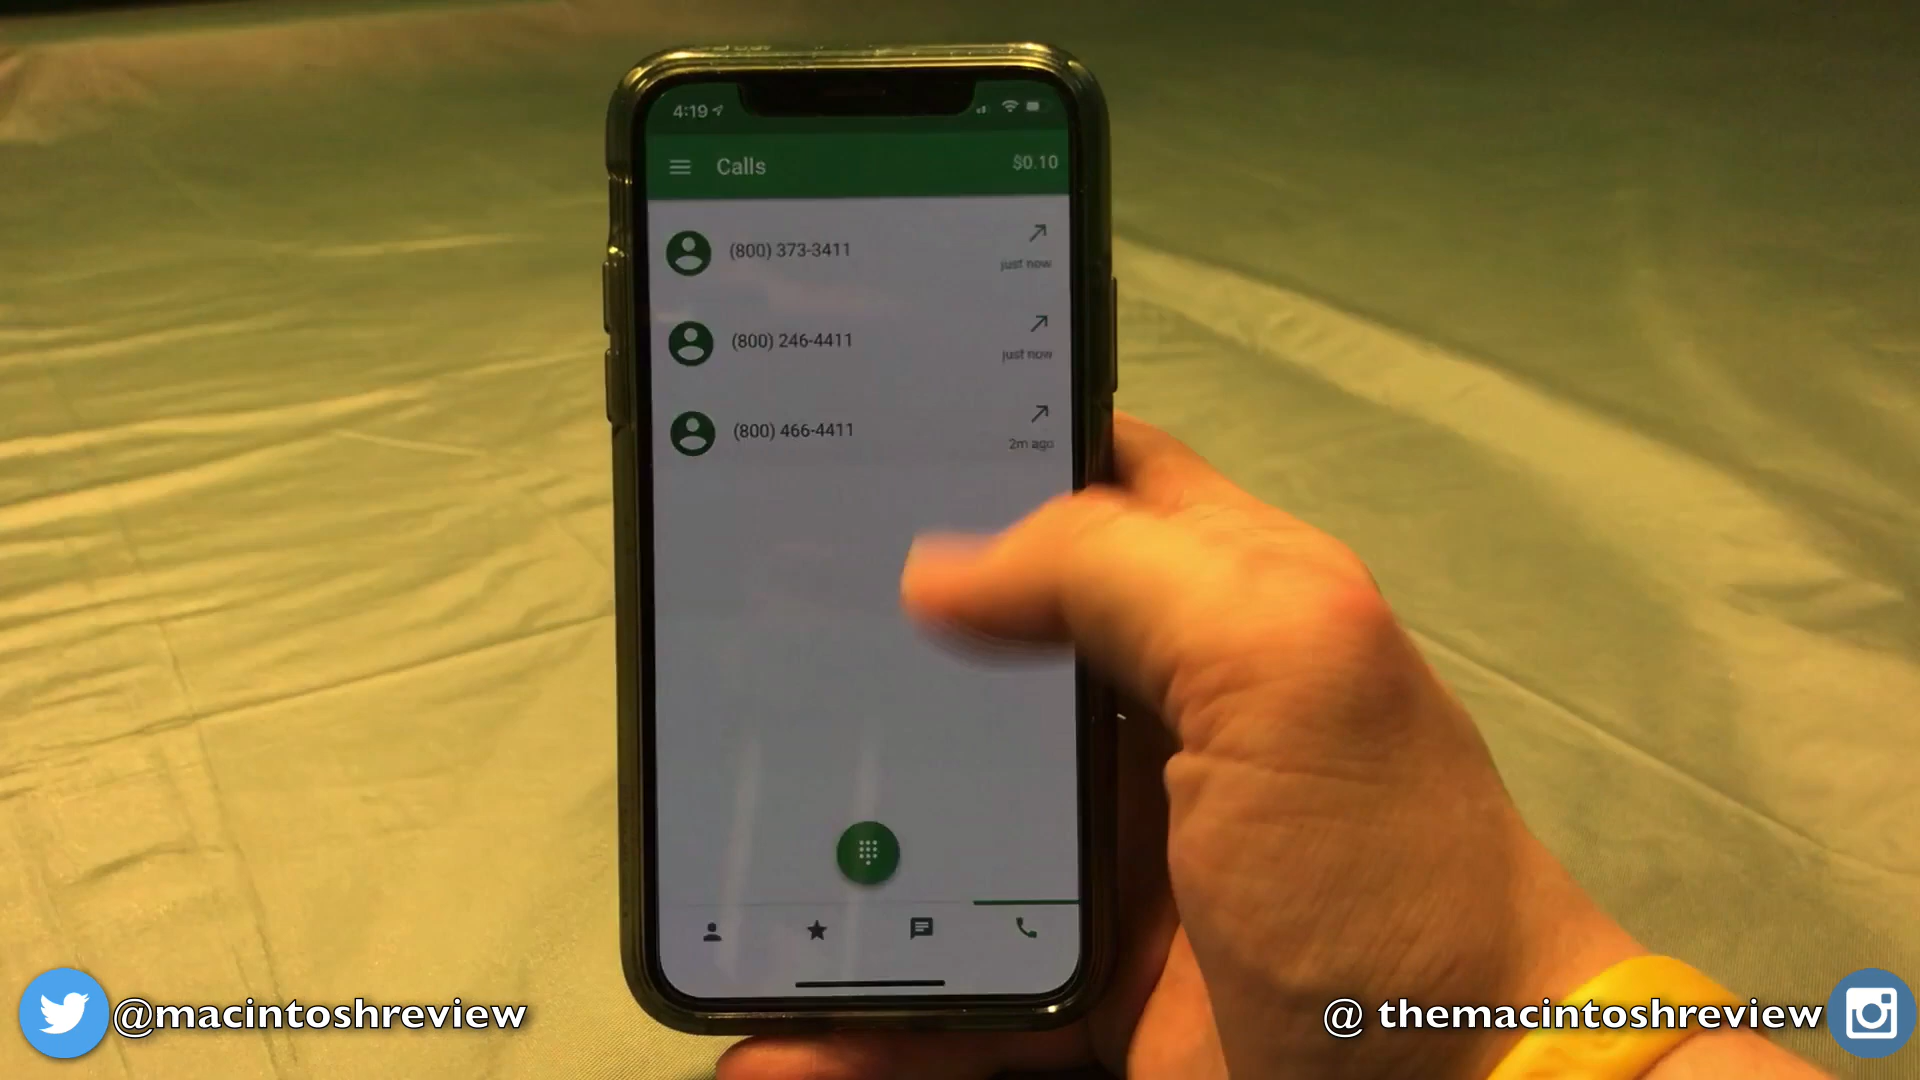 4:19
Calls
$0.10
(800) 373-3411
just now
(800) 246-4411
just now
(800) 466-4411
2m ago
@macintoshreview
@ themacintoshreview